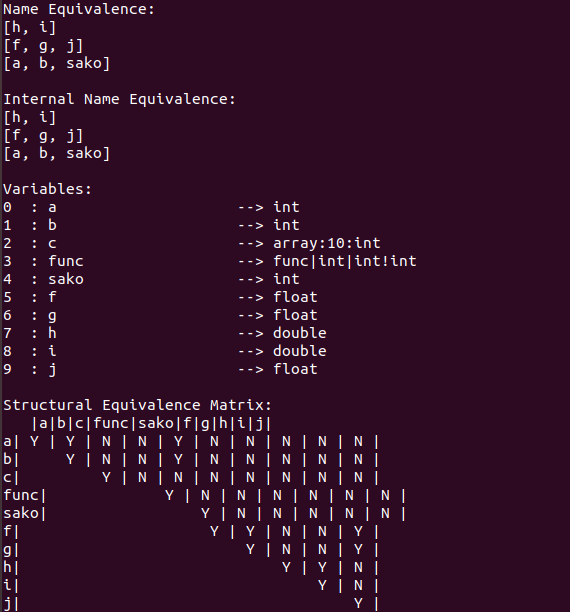 Name Equivalence:
[h, i]
[f, g, j]
[a, b, sako]

Internal Name Equivalence:
[h, i]
[f, g, j]
[a, b, sako]

Variables:
0  : a                    --> int
1  : b                    --> int
2  : c                    --> array:10:int
3  : func                 --> func|int|int!int
4  : sako                 --> int
5  : f                    --> float
6  : g                    --> float
7  : h                    --> double
8  : i                    --> double
9  : j                    --> float

Structural Equivalence Matrix:
   |a|b|c|func|sako|f|g|h|i|j|
a| Y | Y | N | N | Y | N | N | N | N | N |
b|     Y | N | N | Y | N | N | N | N | N |
c|         Y | N | N | N | N | N | N | N |
func|             Y | N | N | N | N | N | N |
sako|                 Y | N | N | N | N | N |
f|                     Y | Y | N | N | Y |
g|                         Y | N | N | Y |
h|                             Y | Y | N |
i|                                 Y | N |
j|                                     Y |